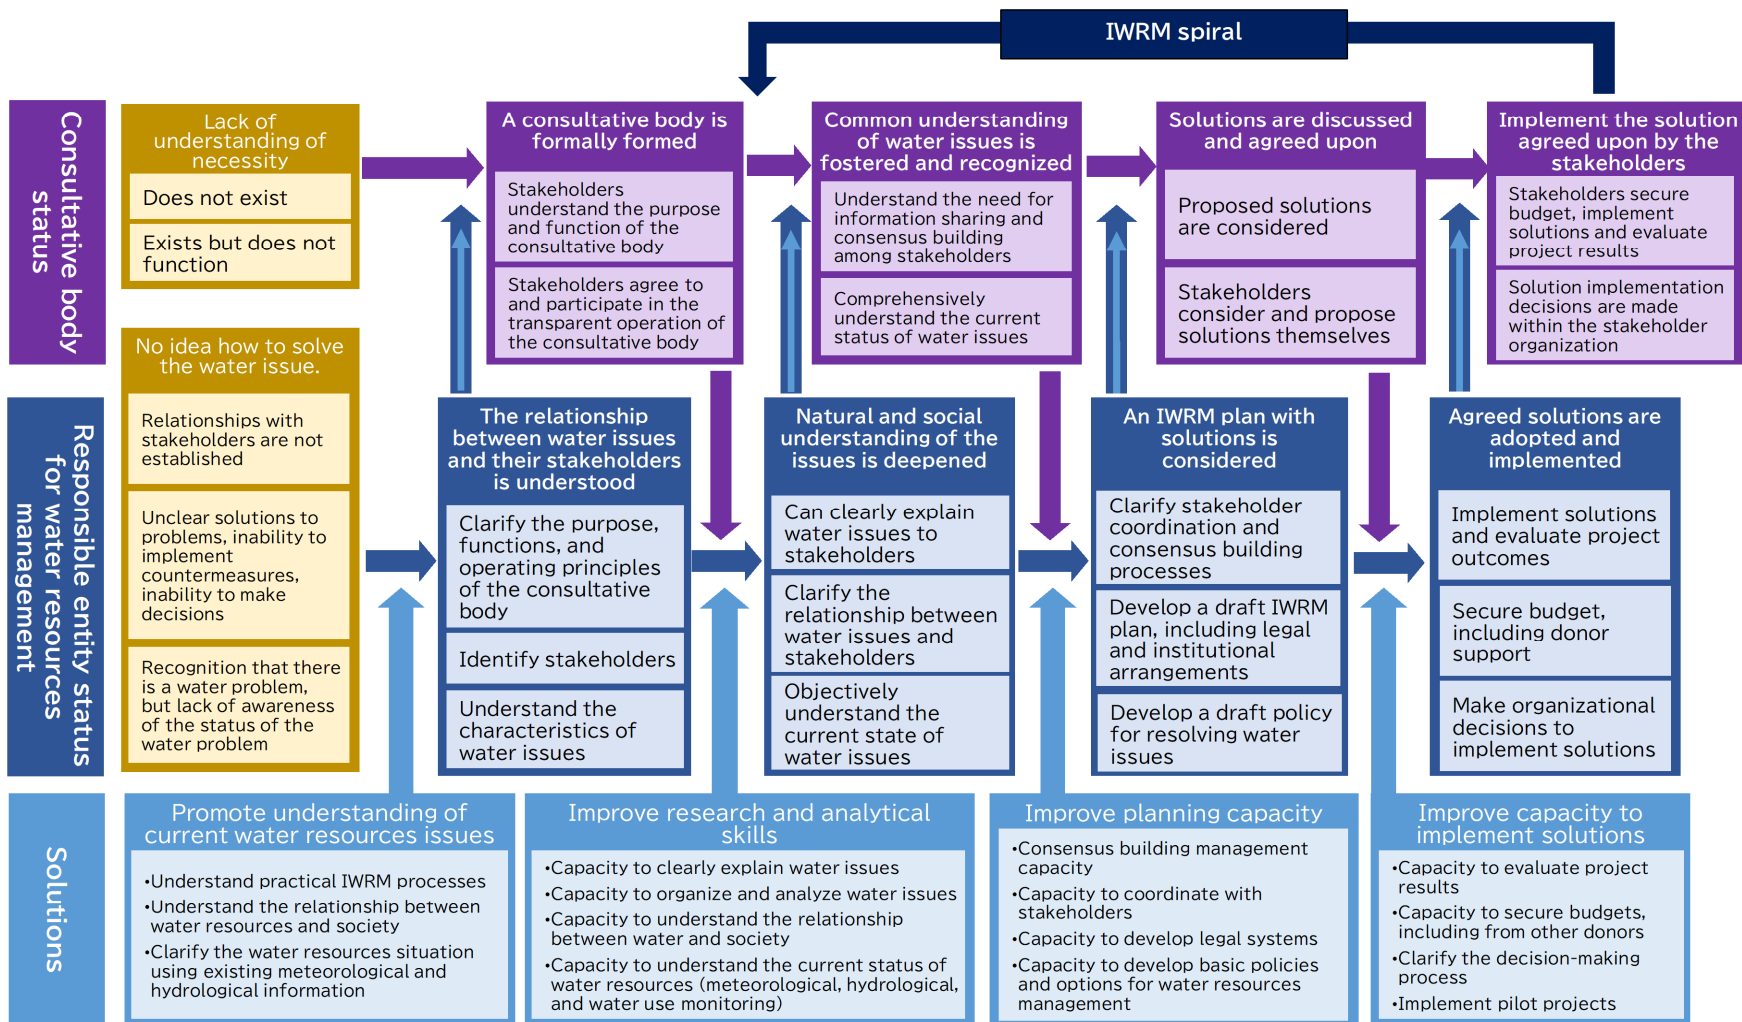 IWRM spiral
Consultative body
status
Lack of
understanding of
necessity
Does not exist
Exists but does not
function
A consultative body is
formally formed
Stakeholders
understand the purpose
and function of the
consultative body
Stakeholders agree to
and participate in the
transparent operation of
the consultative body
Common understanding
of water issues is
fostered and recognized
Understand the need for
information sharing and
consensus building
among stakeholders
Comprehensively
understand the current
status of water issues
Solutions are discussed
and agreed upon
Proposed solutions
are considered
Stakeholders
consider and propose
solutions themselves
Implement the solution
agreed upon by the
stakeholders
Stakeholders secure
budget, implement
solutions and evaluate
project results
Solution implementation
decisions are made
within the stakeholder
organization
Responsible entity status
for water resources
management
No idea how to solve
the water issue.
Relationships with
stakeholders are not
established
Unclear solutions to
problems, inability to
implement
countermeasures,
inability to make
decisions
Recognition that there
is a water problem,
but lack of awareness
of the status of the
water problem
The relationship
between water issues
and their stakeholders
is understood
Clarify the purpose,
functions, and
operating principles
of the consultative
body
Identify stakeholders
Understand the
characteristics of
water issues
Natural and social
understanding of the
issues is deepened
Can clearly explain
water issues to
stakeholders
Clarify the
relationship between
water issues and
stakeholders
Objectively
understand the
current state of
water issues
An IWRM plan with
solutions is
considered
Clarify stakeholder
coordination and
consensus building
processes
Develop a draft IWRM
plan, including legal
and institutional
arrangements
Develop a draft policy
for resolving water
issues
Agreed solutions are
adopted and
implemented
Implement solutions
and evaluate project
outcomes
Secure budget,
including donor
support
Make organizational
decisions to
implement solutions
Solutions
Promote understanding of
current water resources issues
•Understand practical IWRM processes
•Understand the relationship between
water resources and society
•Clarify the water resources situation
using existing meteorological and
hydrological information
Improve research and analytical
skills
•Capacity to clearly explain water issues
•Capacity to organize and analyze water issues
•Capacity to understand the relationship
between water and society
•Capacity to understand the current status of
water resources (meteorological, hydrological,
and water use monitoring)
Improve planning capacity
•Consensus building management
capacity
•Capacity to coordinate with
stakeholders
•Capacity to develop legal systems
•Capacity to develop basic policies
and options for water resources
management
Improve capacity to
implement solutions
•Capacity to evaluate project
results
•Capacity to secure budgets,
including from other donors
•Clarify the decision-making
process
•Implement pilot projects